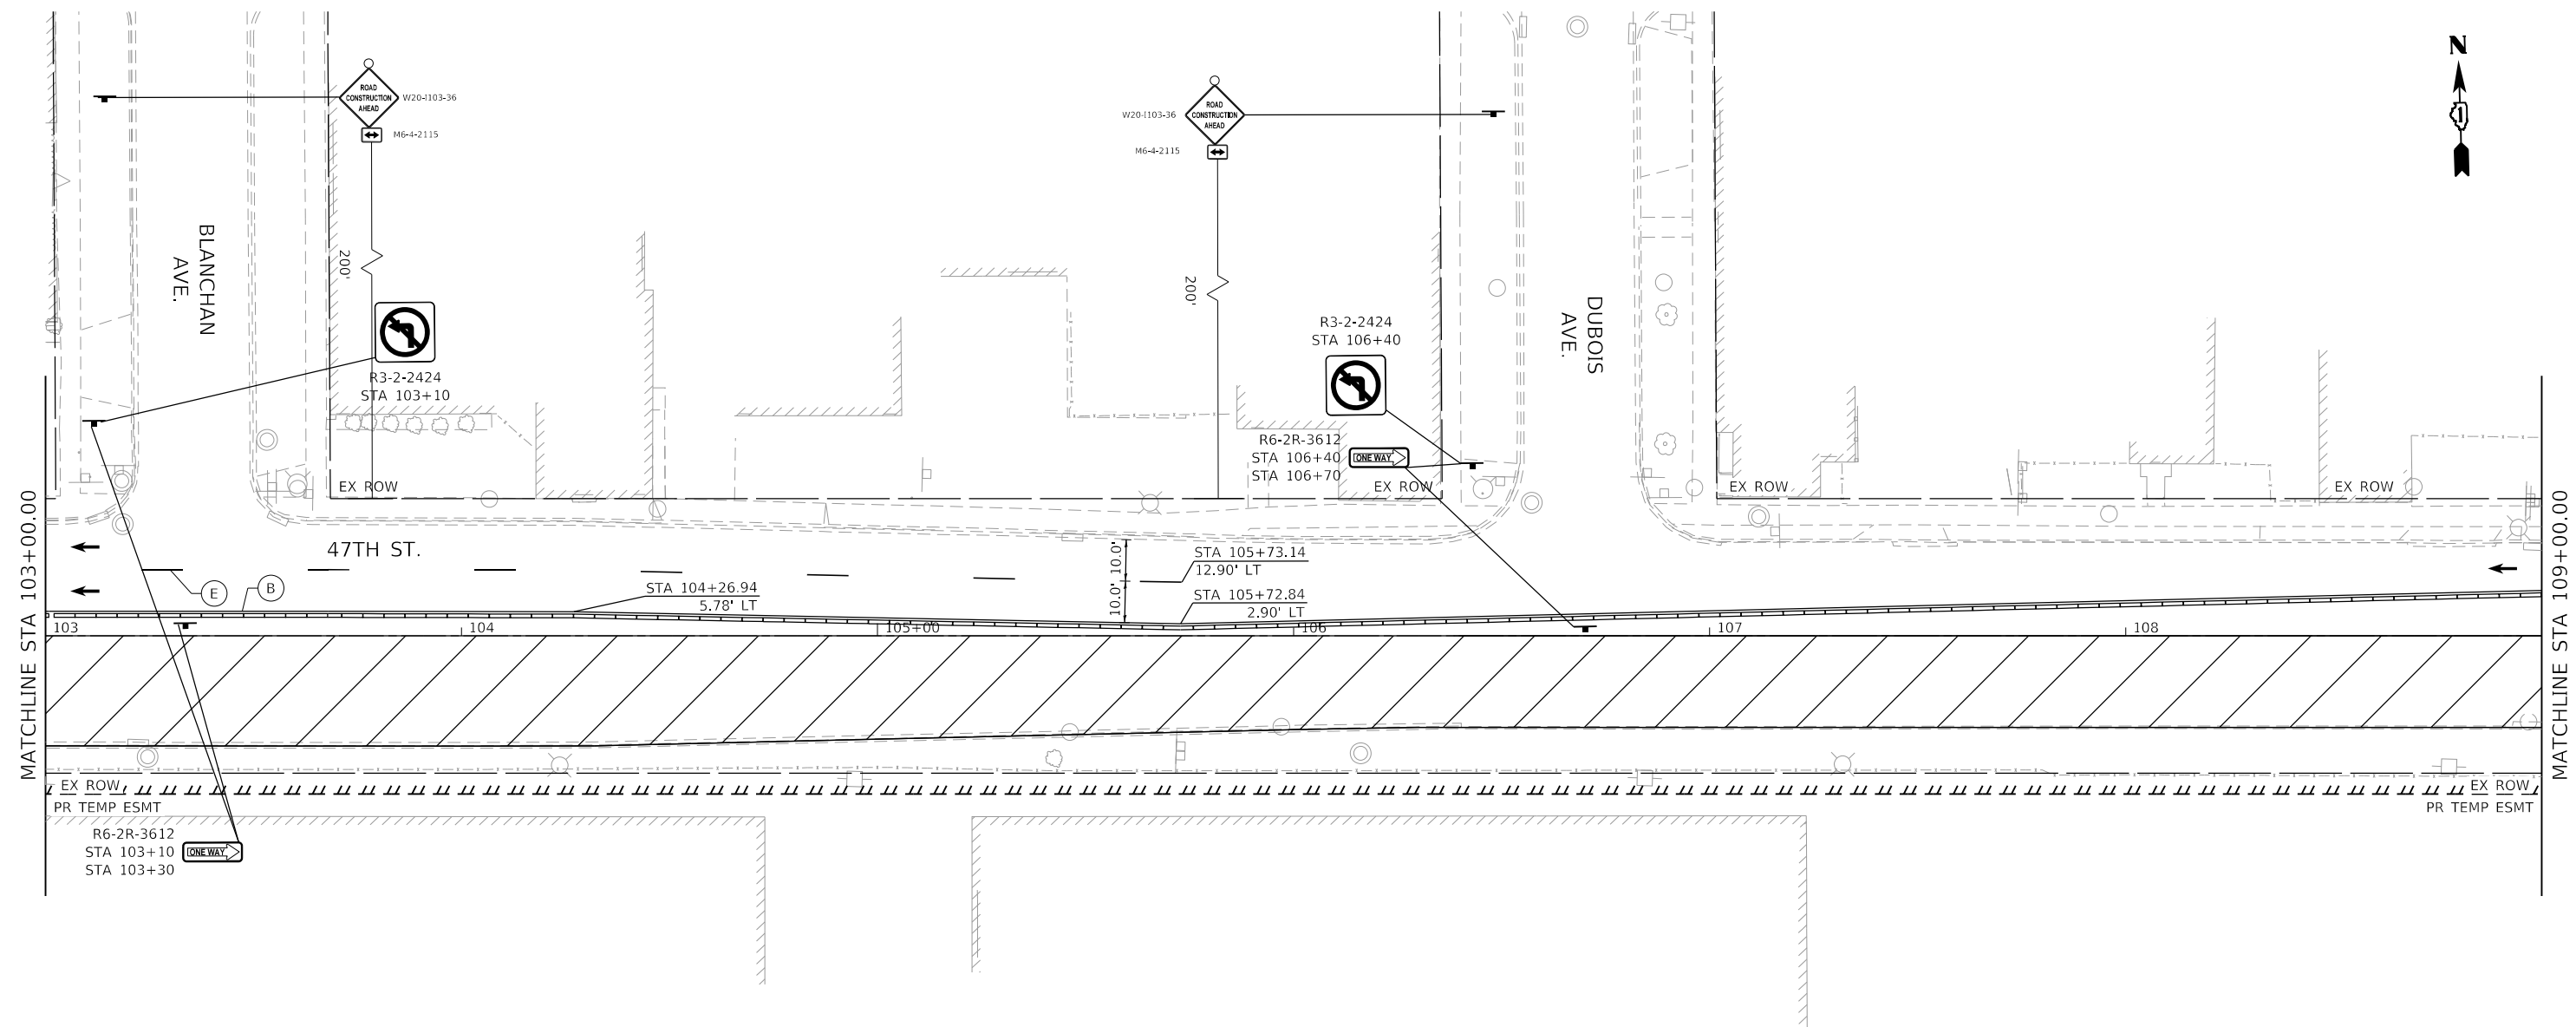 N
1
ROAD
CONSTRUCTION
AHEAD
W20-I103-36
M6-4-2115
ROAD
CONSTRUCTION
AHEAD
W20-I103-36
M6-4-2115
BLANCHAN
AVE.
200'
200'
DUBOIS
AVE.
R3-2-2424
STA 103+10
R3-2-2424
STA 106+40
R6-2R-3612
STA 106+40
STA 106+70
ONE WAY
EX ROW
EX ROW
EX ROW
EX ROW
MATCHLINE STA 103+00.00
47TH ST.
E
B
STA 104+26.94
5.78' LT
10.0'
10.0'
STA 105+73.14
12.90' LT
STA 105+72.84
2.90' LT
103
104
105+00
106
107
108
MATCHLINE STA 109+00.00
EX ROW
PR TEMP ESMT
EX ROW
PR TEMP ESMT
R6-2R-3612
STA 103+10
STA 103+30
ONE WAY